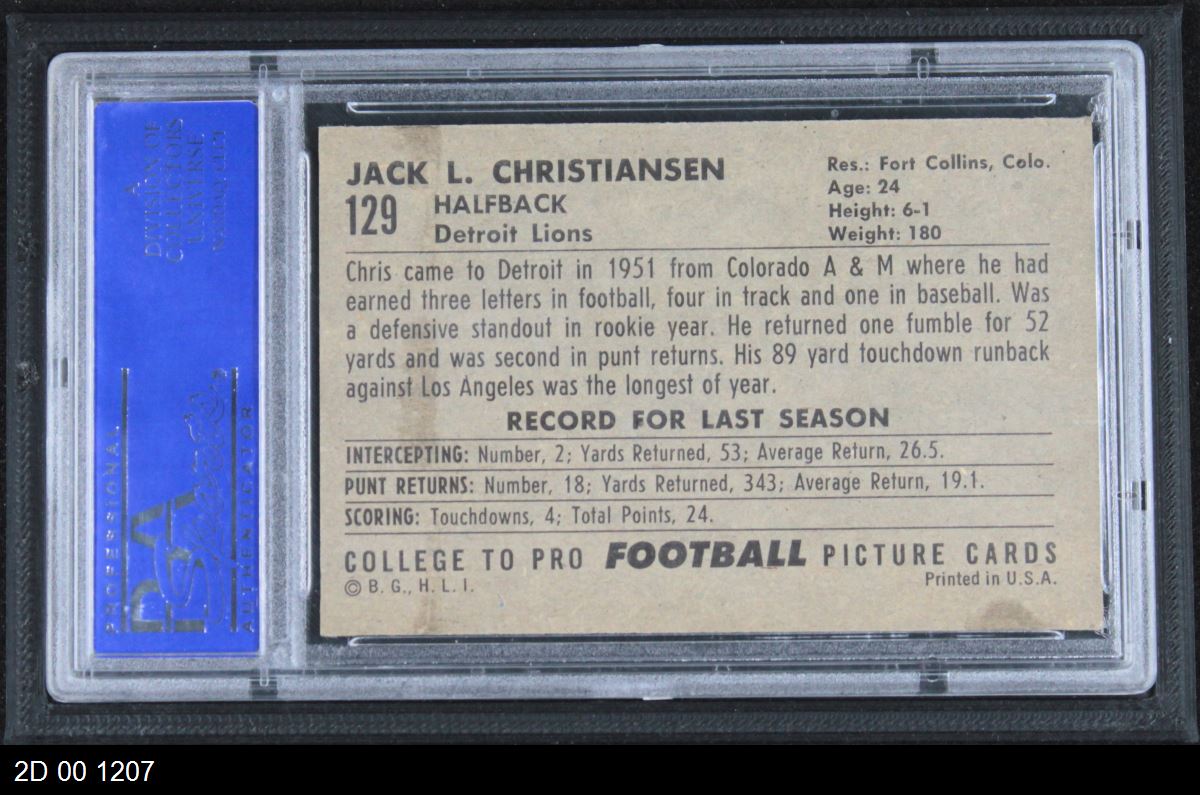 A
DIVISION OF
COLLECTORS
UNIVERSE
NASDAQ: CLCT
PROFESSIONAL
PSA
AUTHENTICATOR
JACK L. CHRISTIANSEN
129
HALFBACK
Detroit Lions
Res.: Fort Collins, Colo.
Age: 24
Height: 6-1
Weight: 180
Chris came to Detroit in 1951 from Colorado A & M where he had
earned three letters in football, four in track and one in baseball. Was
a defensive standout in rookie year. He returned one fumble for 52
yards and was second in punt returns. His 89 yard touchdown runback
against Los Angeles was the longest of year.
RECORD FOR LAST SEASON
INTERCEPTING: Number, 2; Yards Returned, 53; Average Return, 26.5.
PUNT RETURNS: Number, 18; Yards Returned, 343; Average Return, 19.1.
SCORING: Touchdowns, 4; Total Points, 24.
COLLEGE TO PRO FOOTBALL PICTURE CARDS
© B. G., H. L. I.
Printed in U.S.A.
2D 00 1207